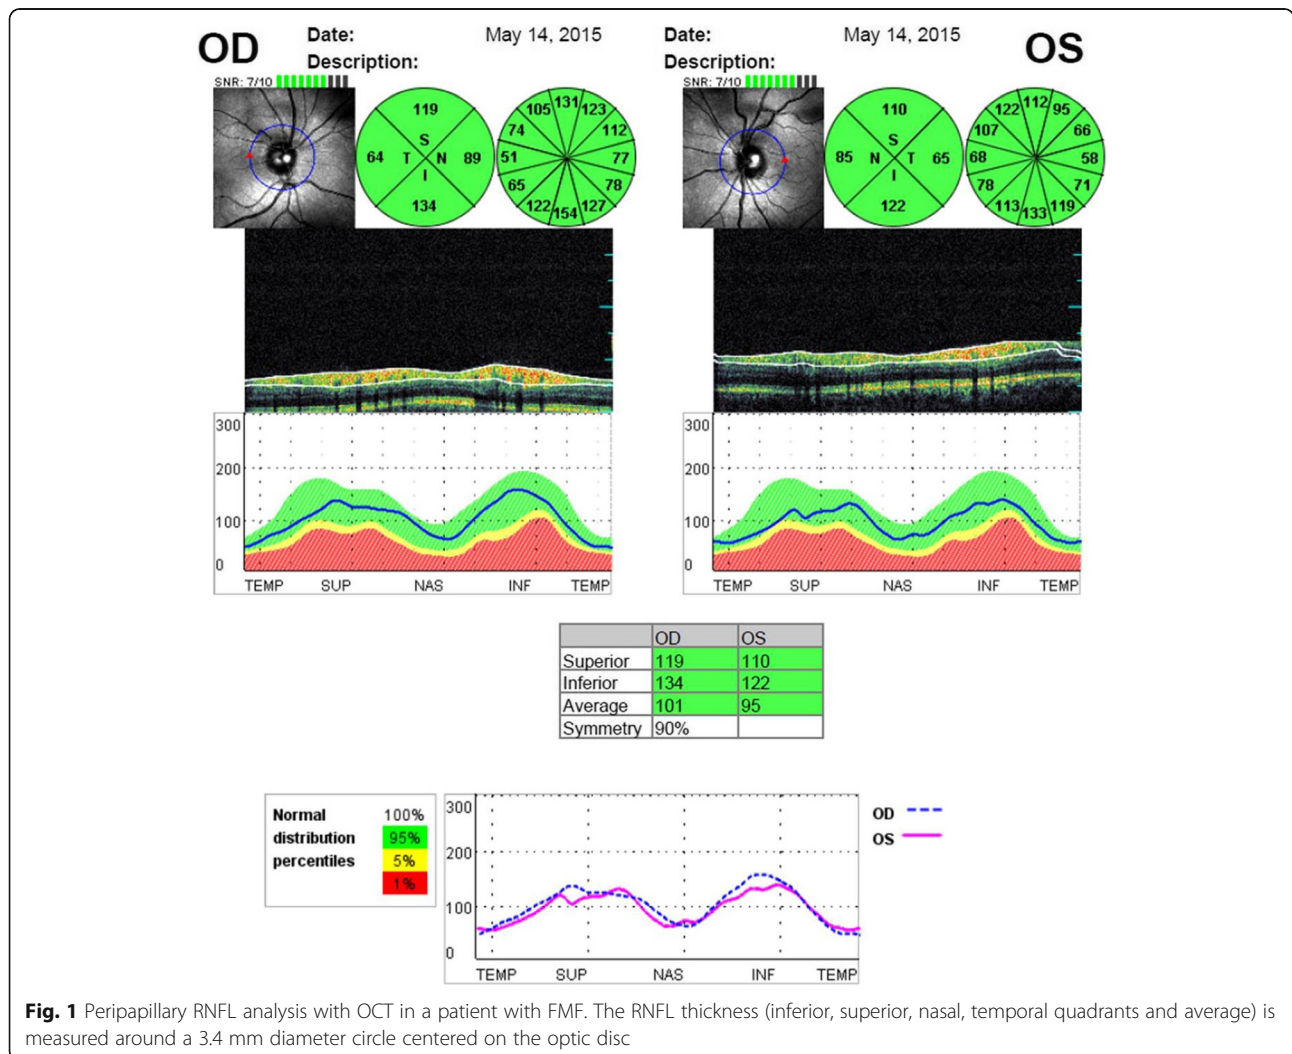 OD
Date: May 14, 2015
Description:
SNR: 7/10
119
S
64 T N 89
I
134
131
105 123
74 112
51 77
65 78
122 127
154
300
200
100
0
TEMP SUP NAS INF TEMP
Date: May 14, 2015
OS
Description:
SNR: 7/10
110
S
85 N T 65
I
122
112
122 95
107 66
68 58
78 71
113 119
133
300
200
100
0
TEMP SUP NAS INF TEMP
OD OS
Superior 119 110
Inferior 134 122
Average 101 95
Symmetry 90%
Normal 100%
distribution 95%
percentiles 5%
1%
300
200
100
0
TEMP SUP NAS INF TEMP
OD
OS
Fig. 1 Peripapillary RNFL analysis with OCT in a patient with FMF. The RNFL thickness (inferior, superior, nasal, temporal quadrants and average) is
measured around a 3.4 mm diameter circle centered on the optic disc